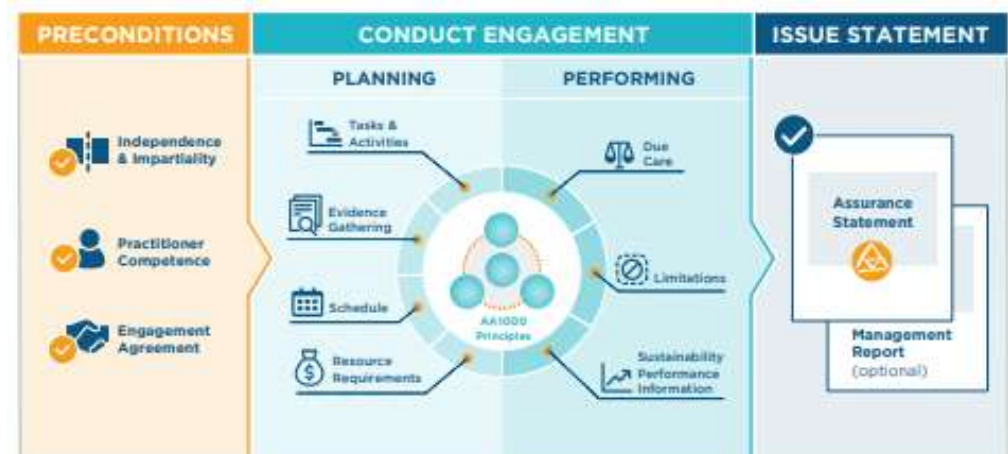 PRECONDITIONS
CONDUCT ENGAGEMENT
ISSUE STATEMENT
PLANNING
PERFORMING
Independence
& Impartiality
Practitioner
Competence
Engagement
Agreement
Tasks &
Activities
Evidence
Gathering
Schedule
Resource
Requirements
AA1000
Principles
Due
Care
Limitations
Sustainability
Performance
Information
Assurance
Statement
Management
Report
(optional)